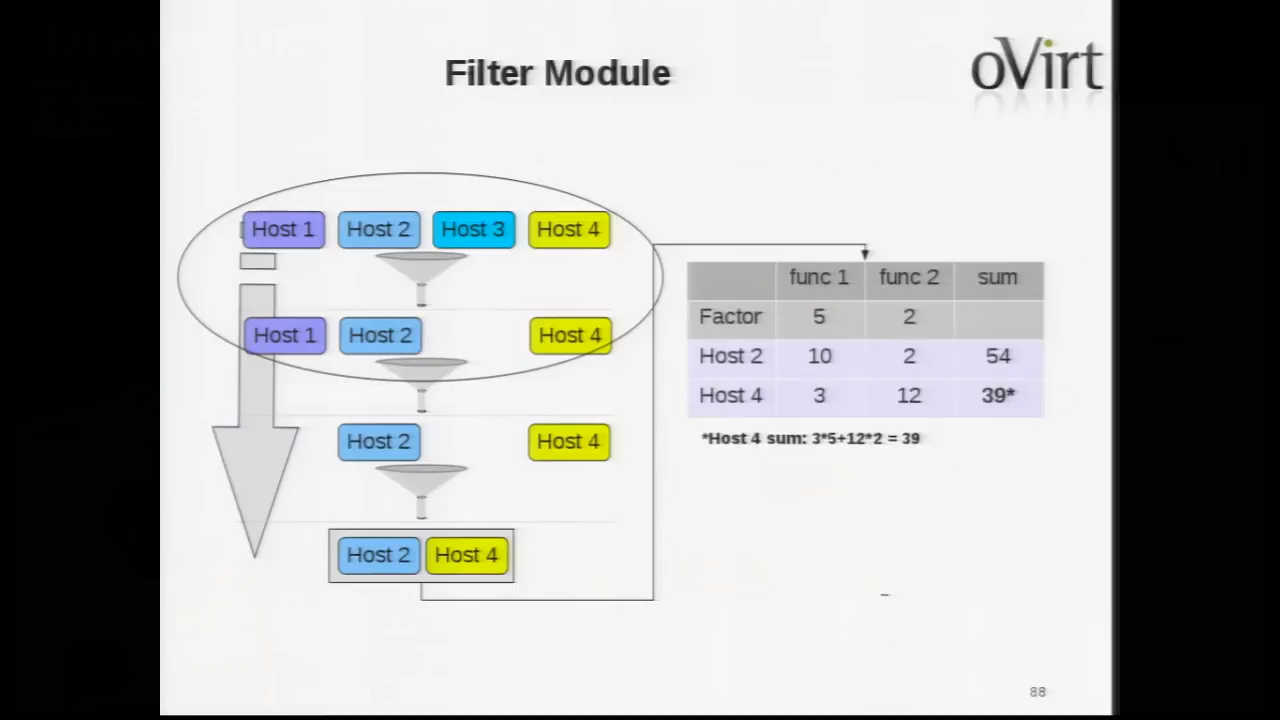 Filter Module
oVirt
Host 1 Host 2 Host 3 Host 4
Host 1 Host 2 Host 4
Host 2 Host 4
Host 2 Host 4
func 1 func 2 sum
Factor 5 2
Host 2 10 2 54
Host 4 3 12 39*
*Host 4 sum: 3*5+12*2 = 39
88